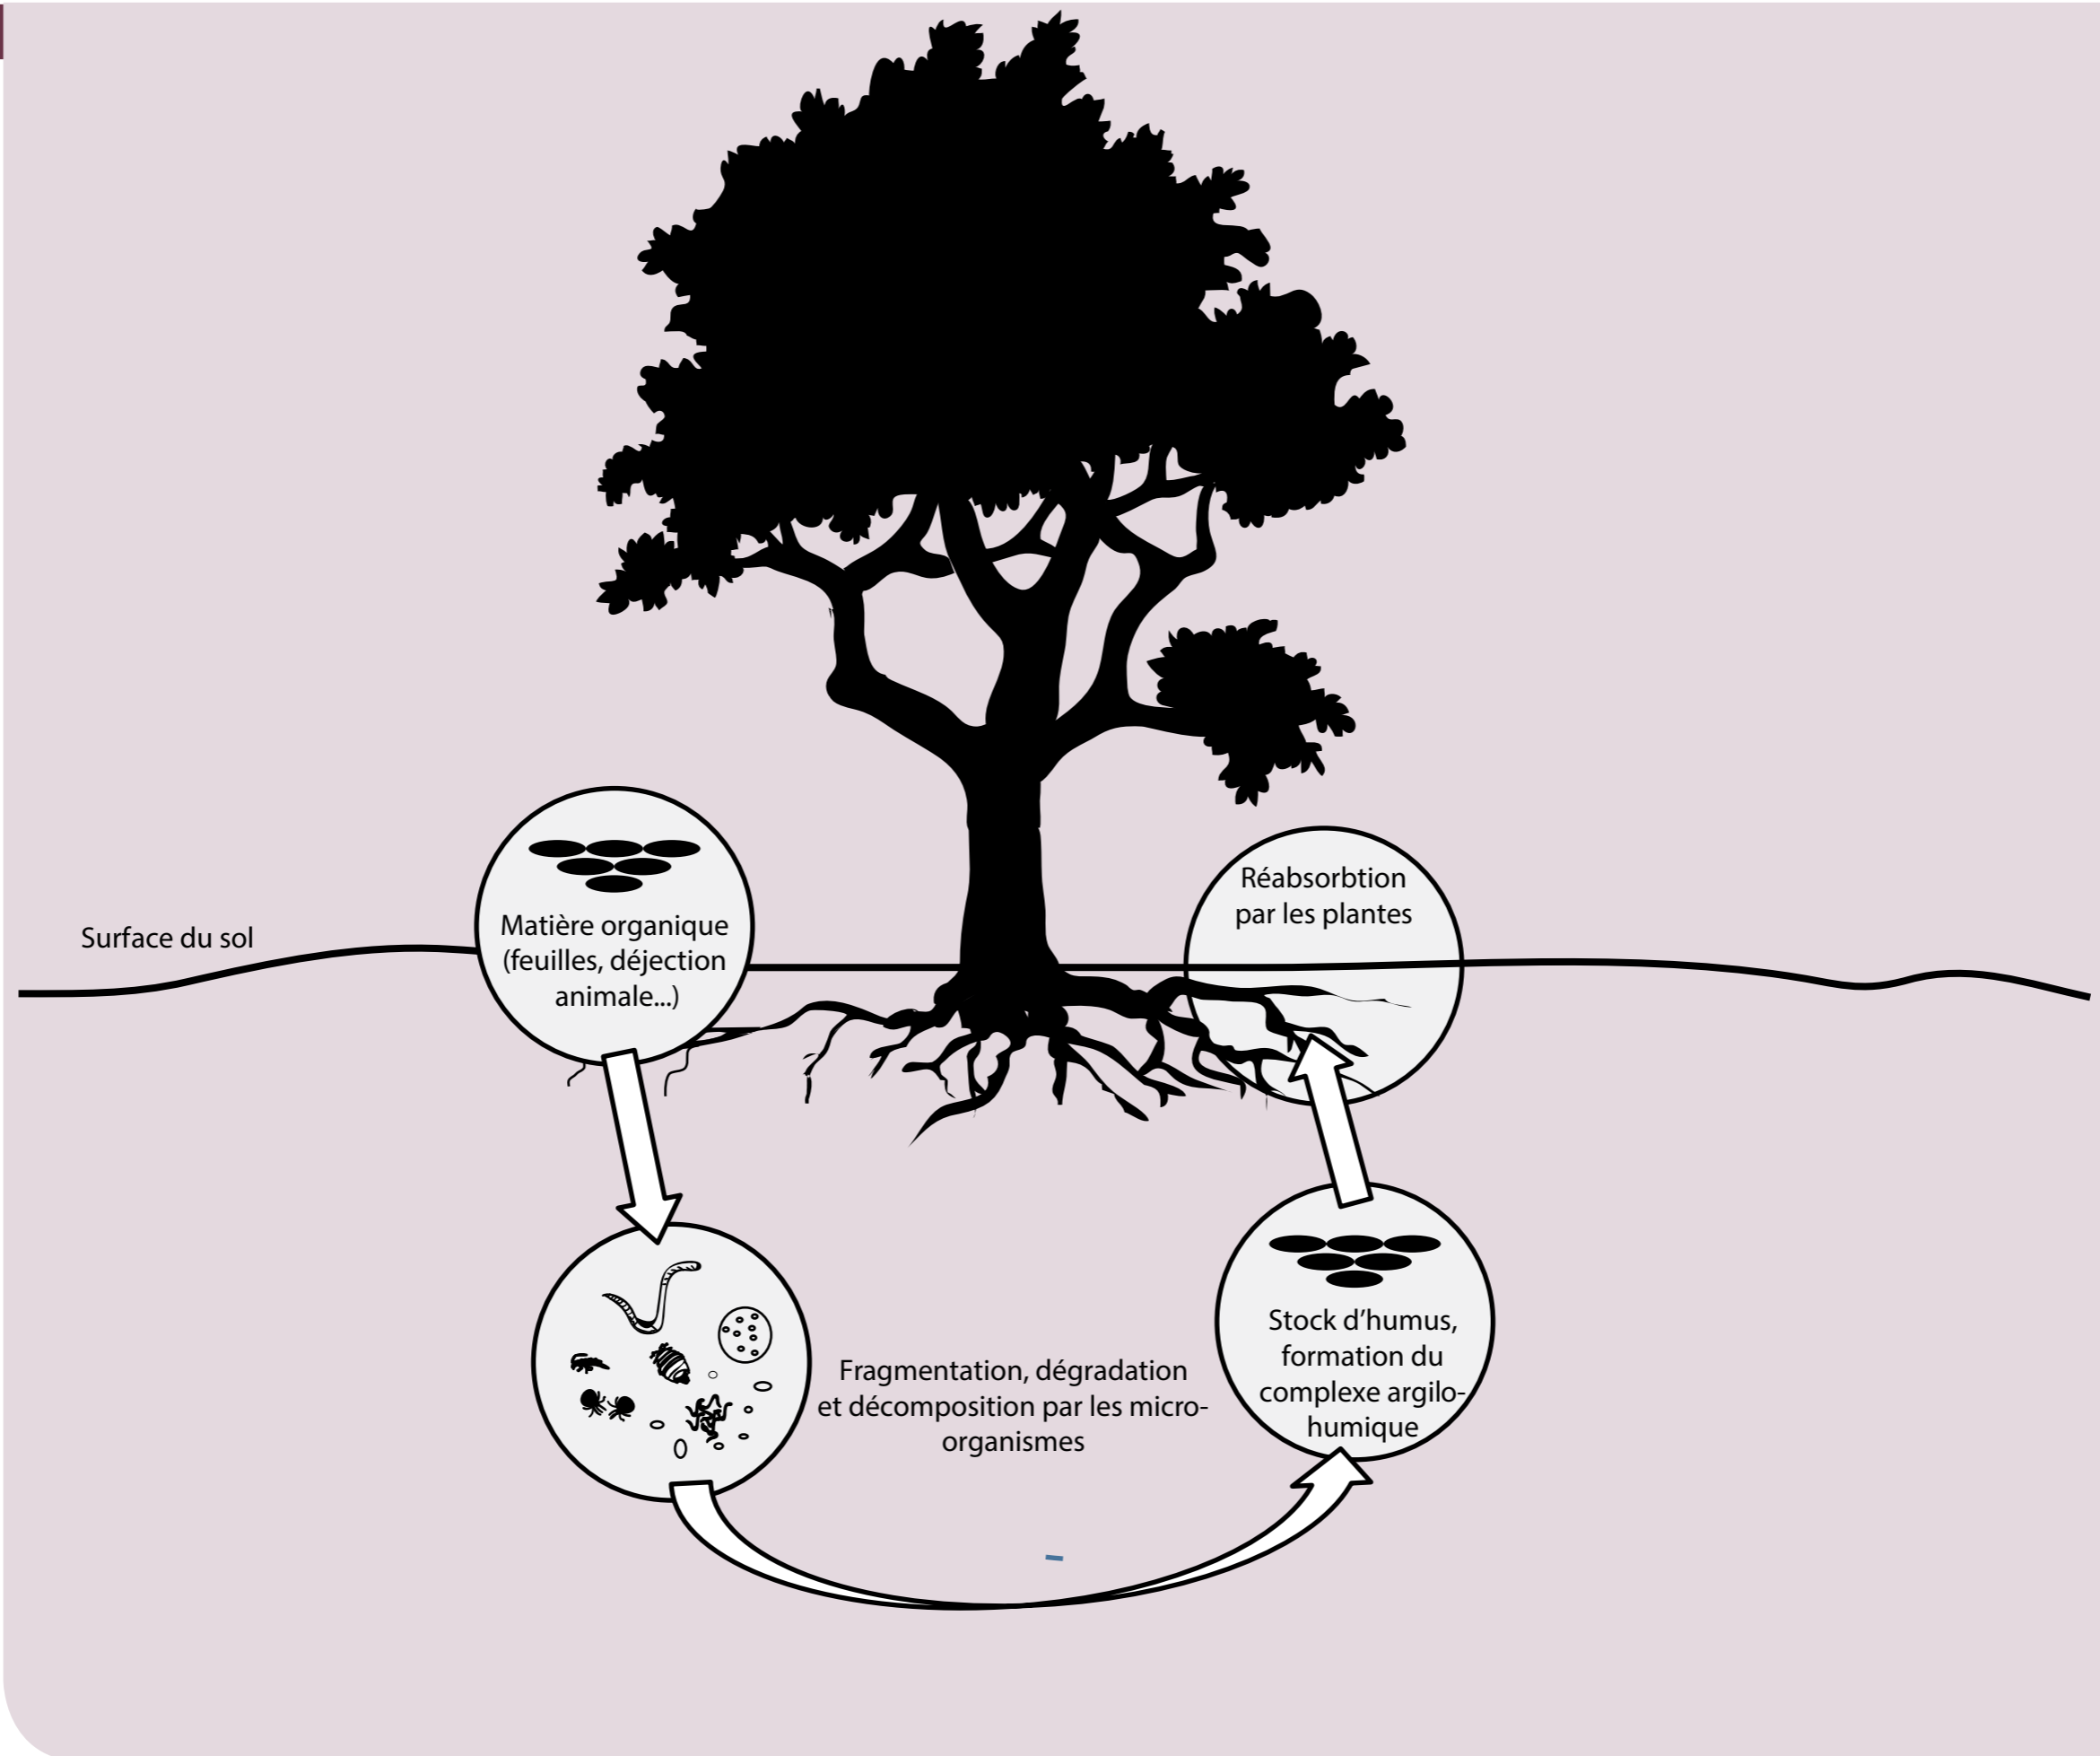 Surface du sol
Matière organique
(feuilles, déjection
animale...)
Réabsorbtion
par les plantes
Fragmentation, dégradation
et décomposition par les micro-
organismes
Stock d’humus,
formation du
complexe argilo-
humique